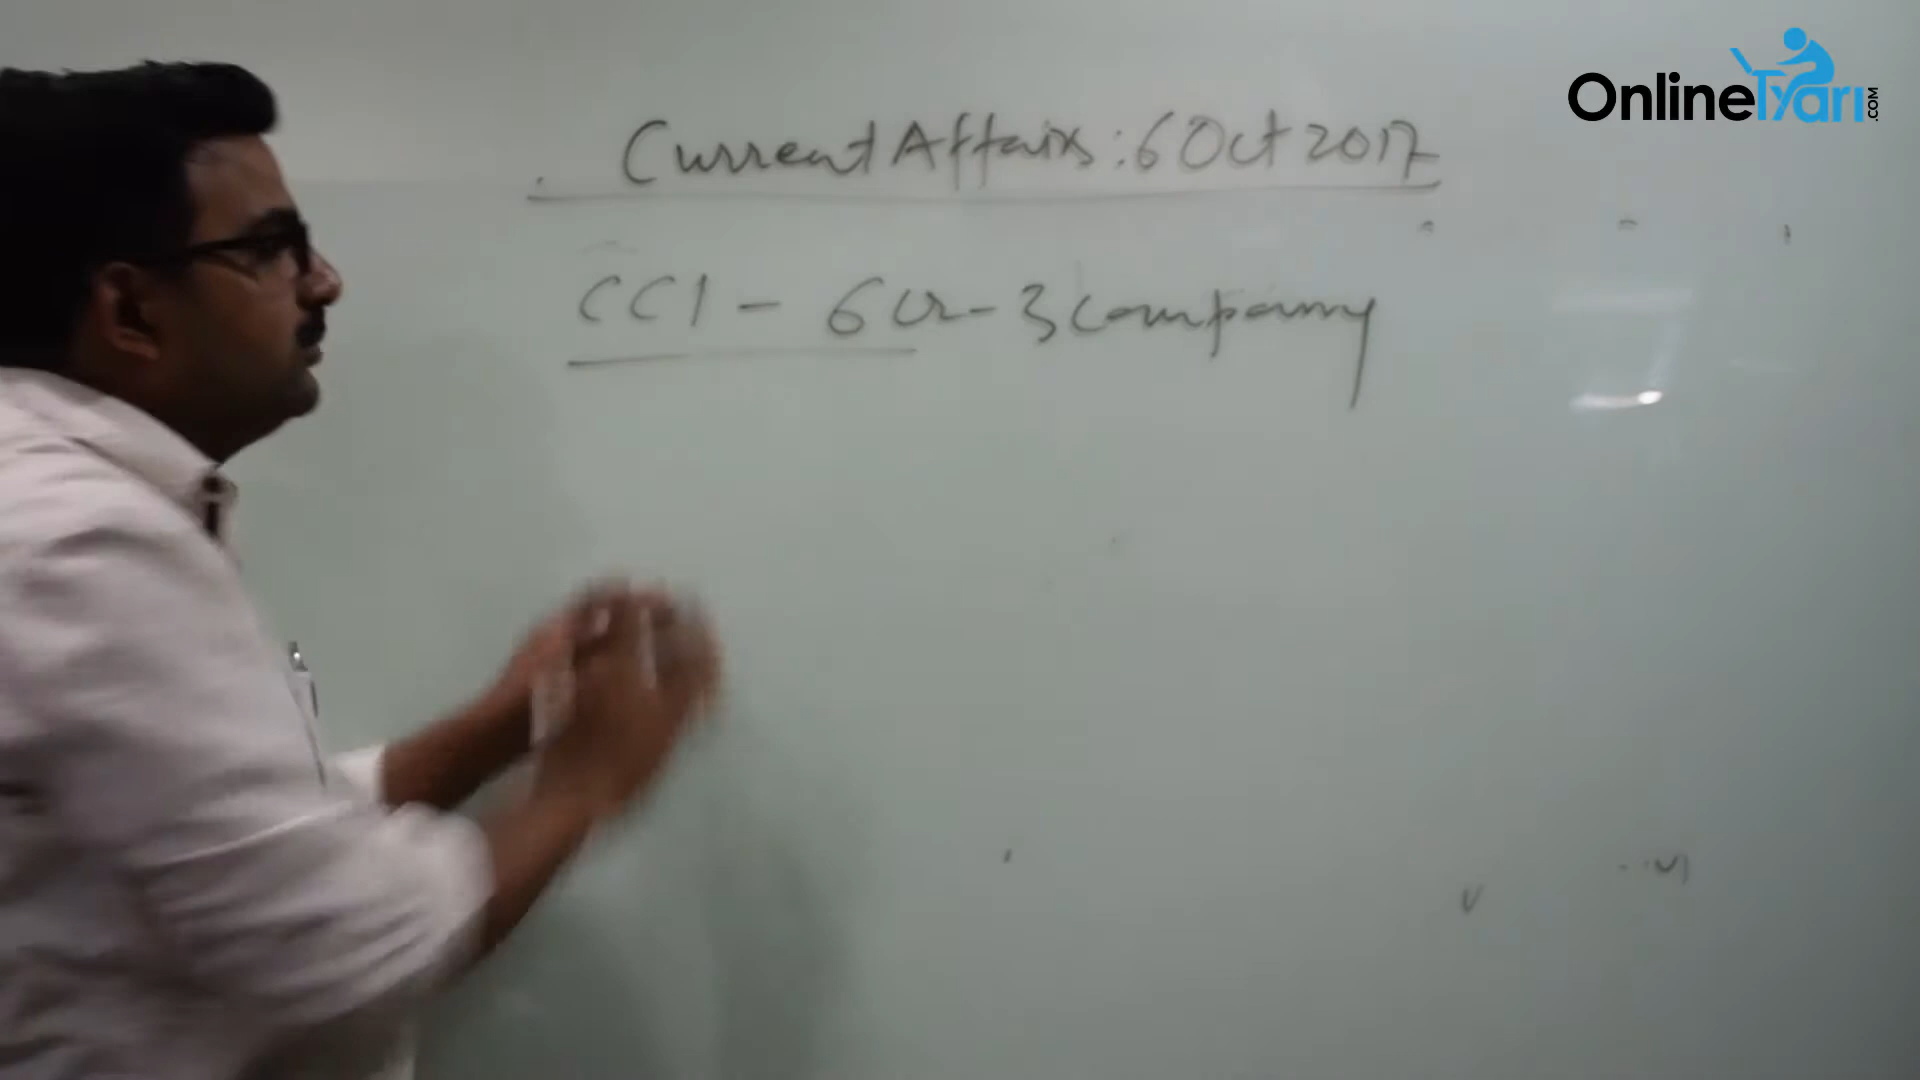 OnlineTyari.COM
Current Affairs : 6 Oct 2017
CCI - 6 Cr - 3 Company